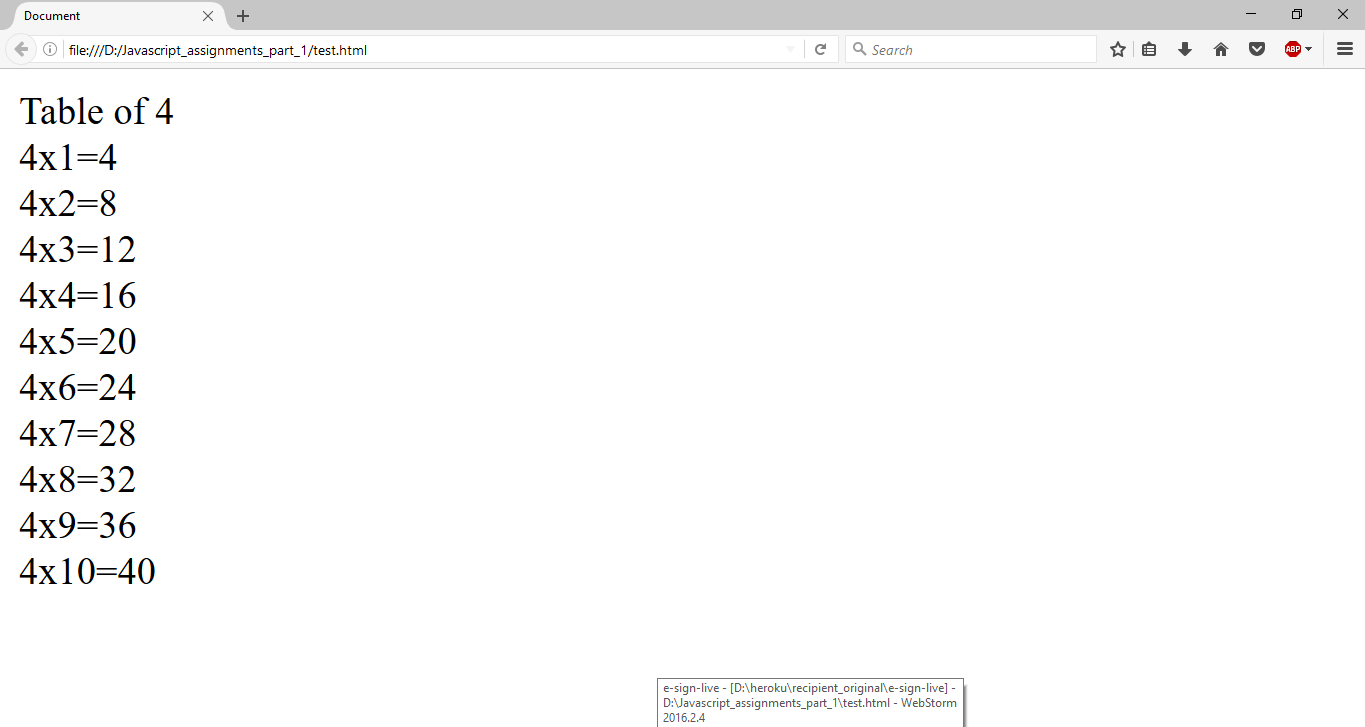 Document
file:///D:/Javascript_assignments_part_1/test.html
Search
ABP
Table of 4
4x1=4
4x2=8
4x3=12
4x4=16
4x5=20
4x6=24
4x7=28
4x8=32
4x9=36
4x10=40
e-sign-live - [D:\heroku\recipient_original\e-sign-live] -
D:\Javascript_assignments_part_1\test.html - WebStorm
2016.2.4